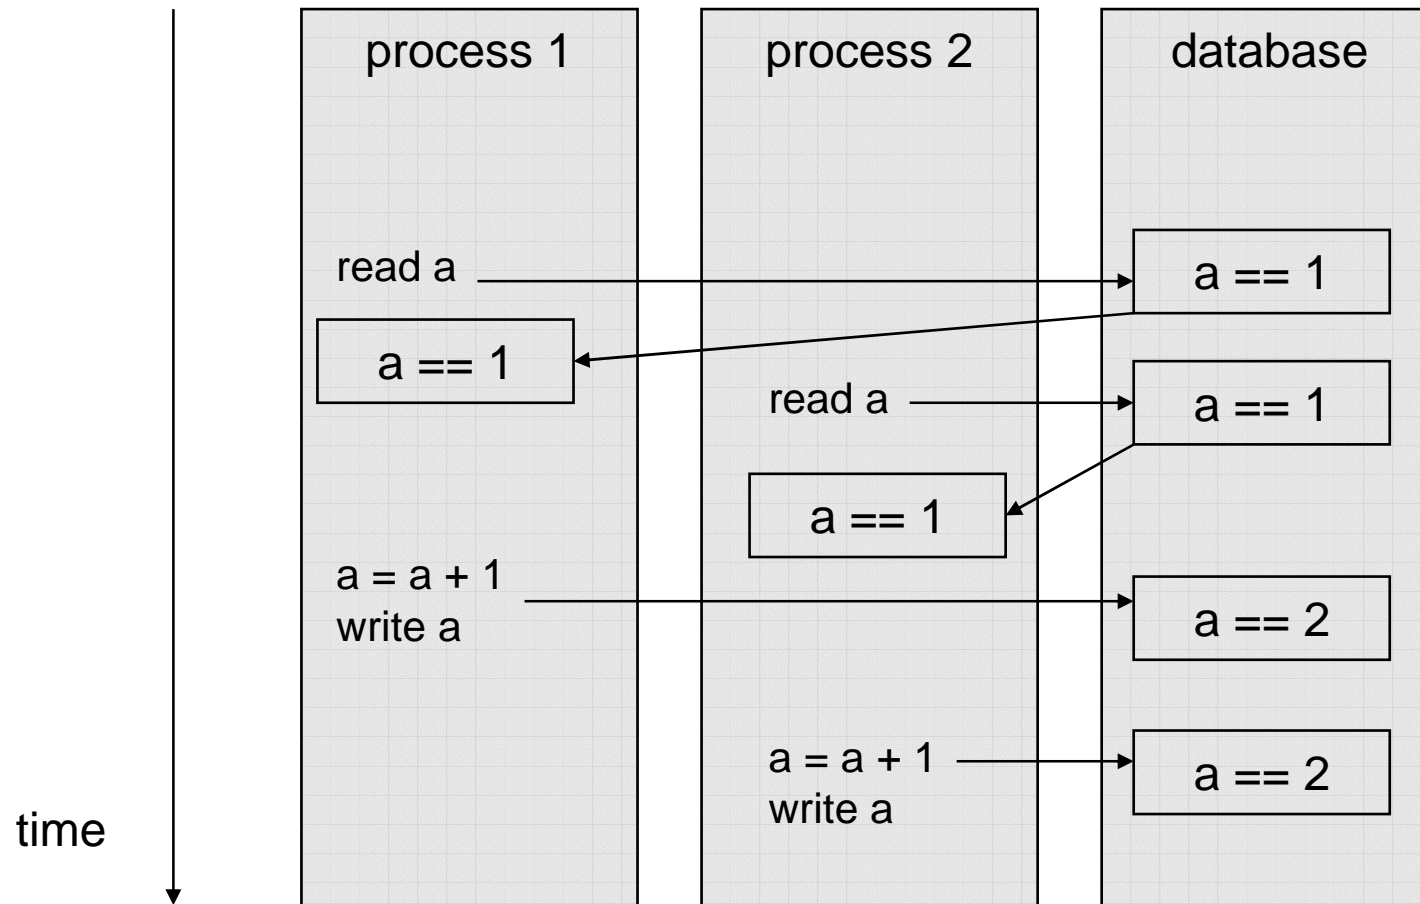 process 1
process 2
database
read a
a == 1
a == 1
read a
a == 1
a == 1
a = a + 1
write a
a == 2
a = a + 1
write a
a == 2
time